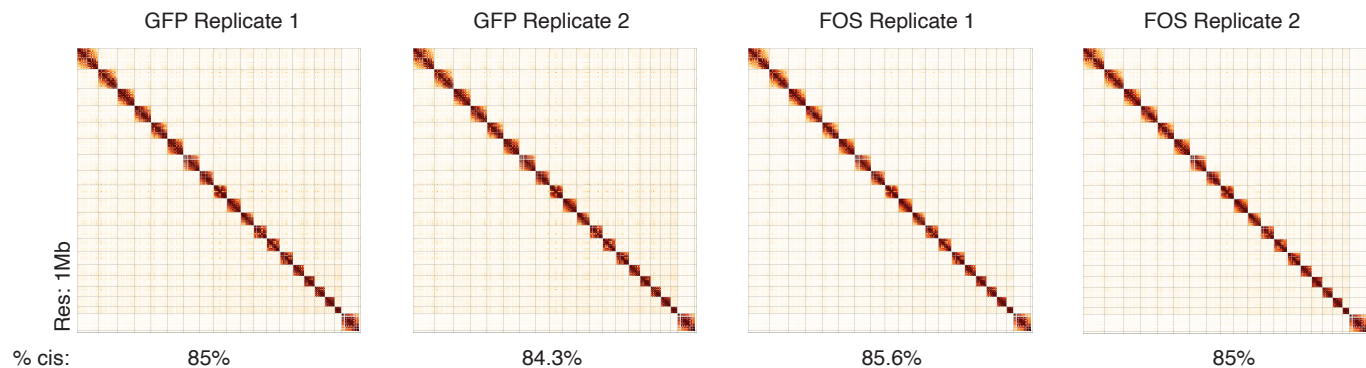 GFP Replicate 1
GFP Replicate 2
FOS Replicate 1
FOS Replicate 2
Res: 1Mb
% cis:
85%
84.3%
85.6%
85%